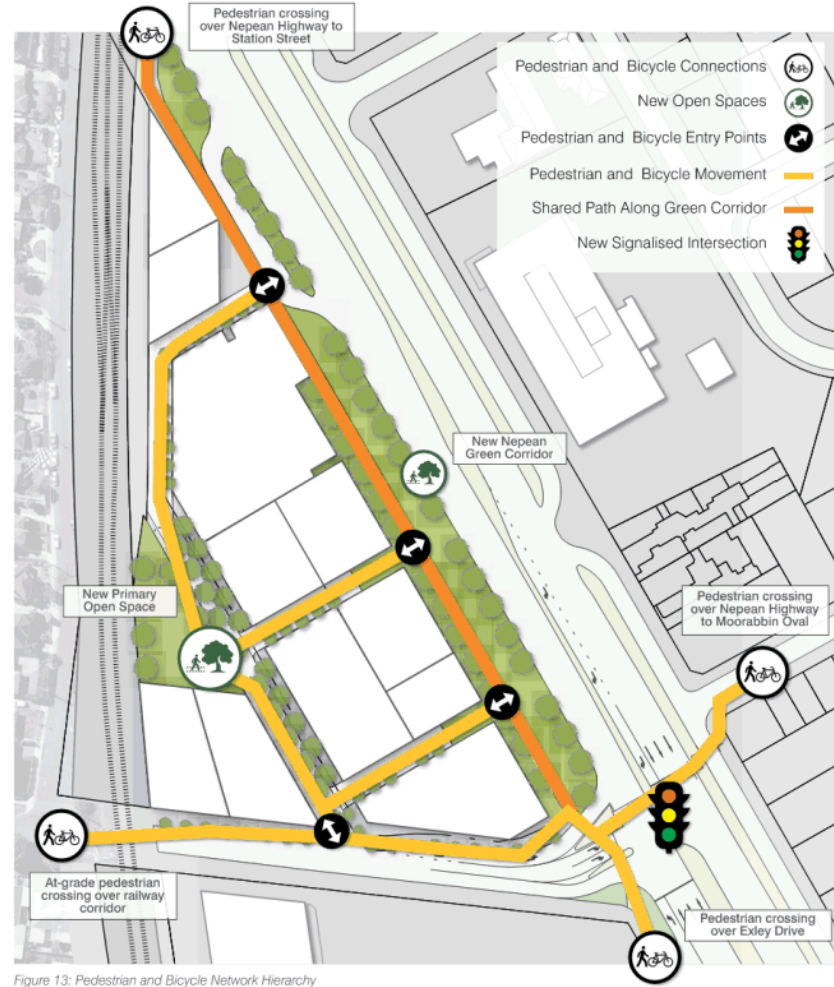 Pedestrian crossing
over Nepean Highway to
Station Street
Pedestrian and Bicycle Connections
New Open Spaces
Pedestrian and Bicycle Entry Points
Pedestrian and Bicycle Movement
Shared Path Along Green Corridor
New Signalised Intersection
New Nepean
Green Corridor
New Primary
Open Space
Pedestrian crossing
over Nepean Highway
to Moorabbin Oval
At-grade pedestrian
crossing over railway
corridor
Pedestrian crossing
over Exley Drive
Figure 13: Pedestrian and Bicycle Network Hierarchy